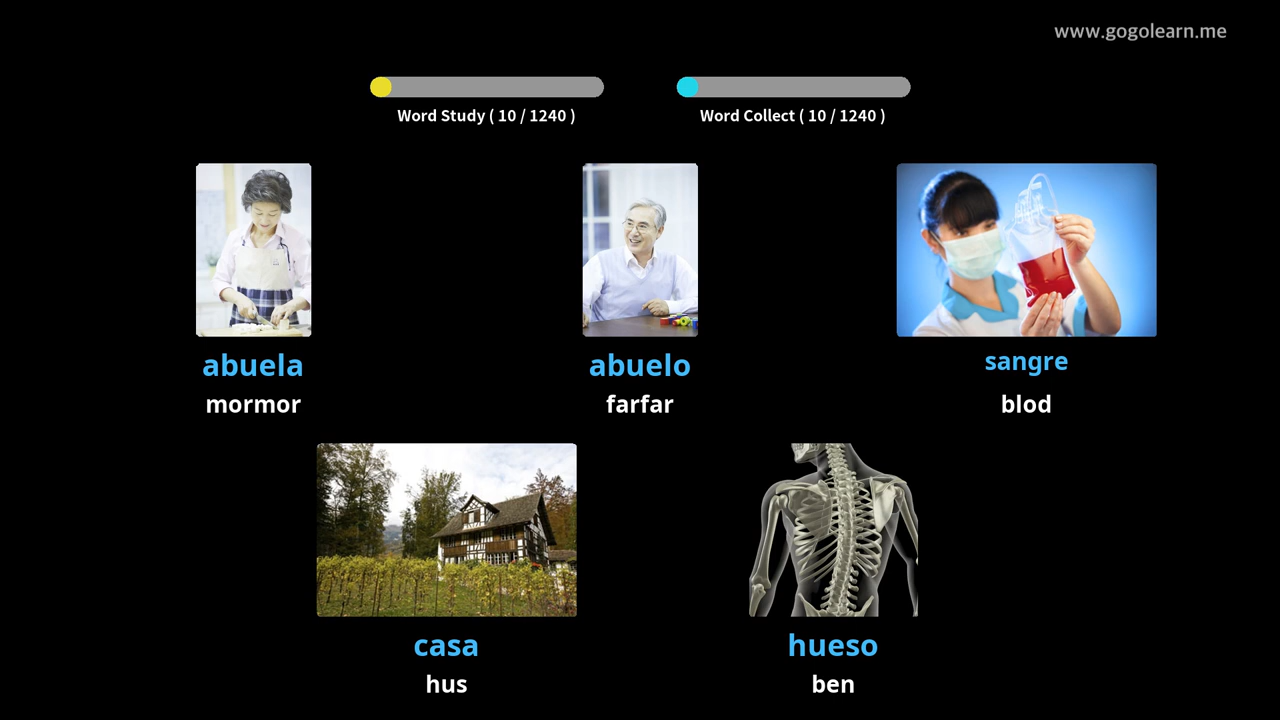 www.gogolearn.me
Word Study ( 10 / 1240 )
Word Collect ( 10 / 1240 )
abuela
mormor
abuelo
farfar
sangre
blod
casa
hus
hueso
ben